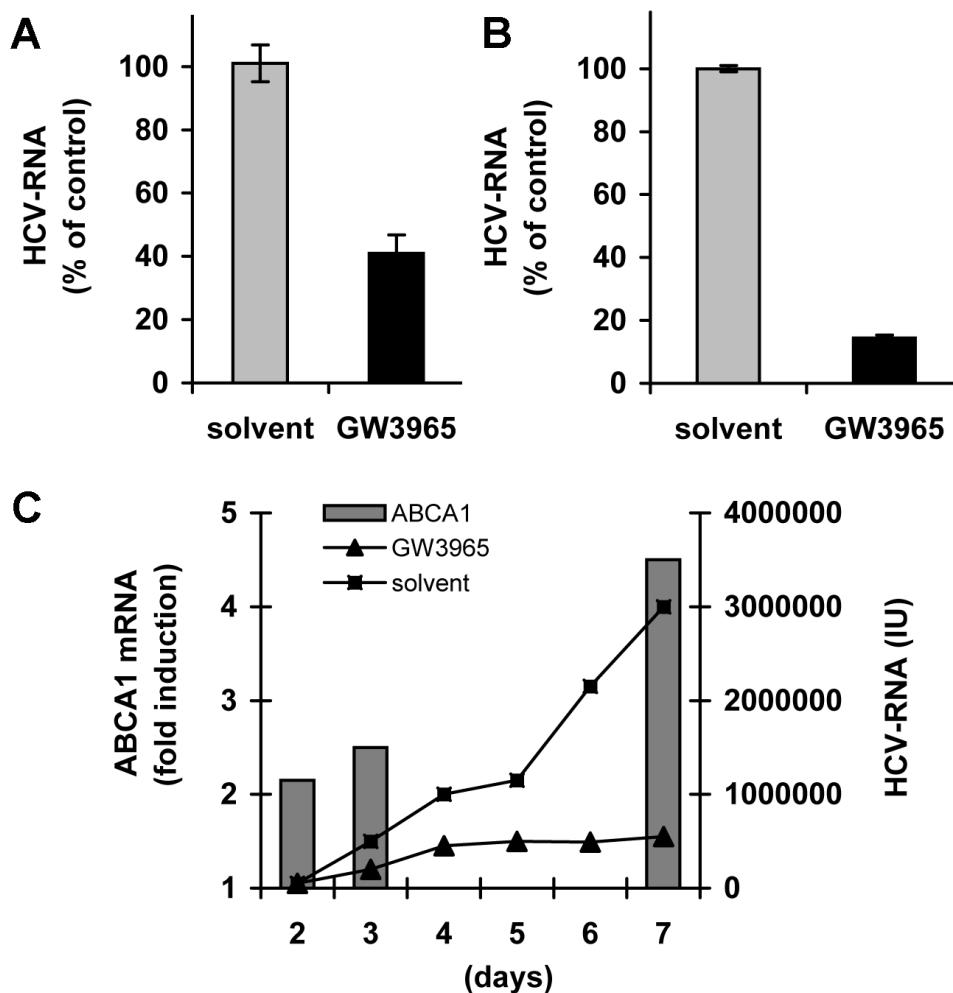 A
HCV-RNA
(% of control)
100
80
60
40
20
0
solvent GW3965
B
HCV-RNA
(% of control)
100
80
60
40
20
0
solvent GW3965
C
ABCA1 mRNA
(fold induction)
5
4
3
2
1
ABCA1
GW3965
solvent
4000000
3000000
2000000
1000000
0
HCV-RNA (IU)
2 3 4 5 6 7
(days)